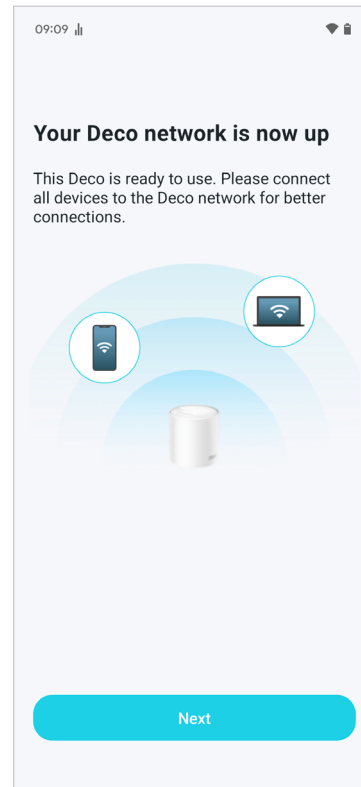 09:09
Your Deco network is now up
This Deco is ready to use. Please connect
all devices to the Deco network for better
connections.
Next